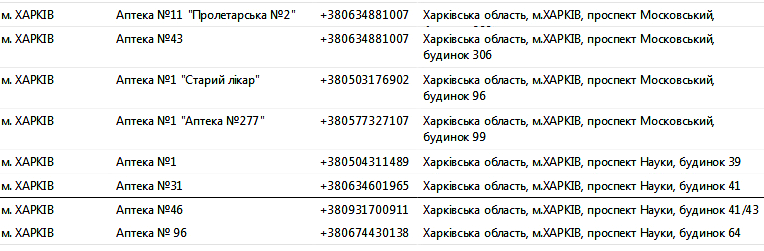 м. ХАРКІВ Аптека №11 "Пролетарська №2" +380634881007 Харківська область, м.ХАРКІВ, проспект Московський,
м. ХАРКІВ Аптека №43 +380634881007 Харківська область, м.ХАРКІВ, проспект Московський,
будинок 306
м. ХАРКІВ Аптека №1 "Старий лікар" +380503176902 Харківська область, м.ХАРКІВ, проспект Московський,
будинок 96
м. ХАРКІВ Аптека №1 "Аптека №277" +380577327107 Харківська область, м.ХАРКІВ, проспект Московський,
будинок 99
м. ХАРКІВ Аптека №1 +380504311489 Харківська область, м.ХАРКІВ, проспект Науки, будинок 39
м. ХАРКІВ Аптека №31 +380634601965 Харківська область, м.ХАРКІВ, проспект Науки, будинок 41
м. ХАРКІВ Аптека №46 +380931700911 Харківська область, м.ХАРКІВ, проспект Науки, будинок 41/43
м. ХАРКІВ Аптека № 96 +380674430138 Харківська область, м.ХАРКІВ, проспект Науки, будинок 64